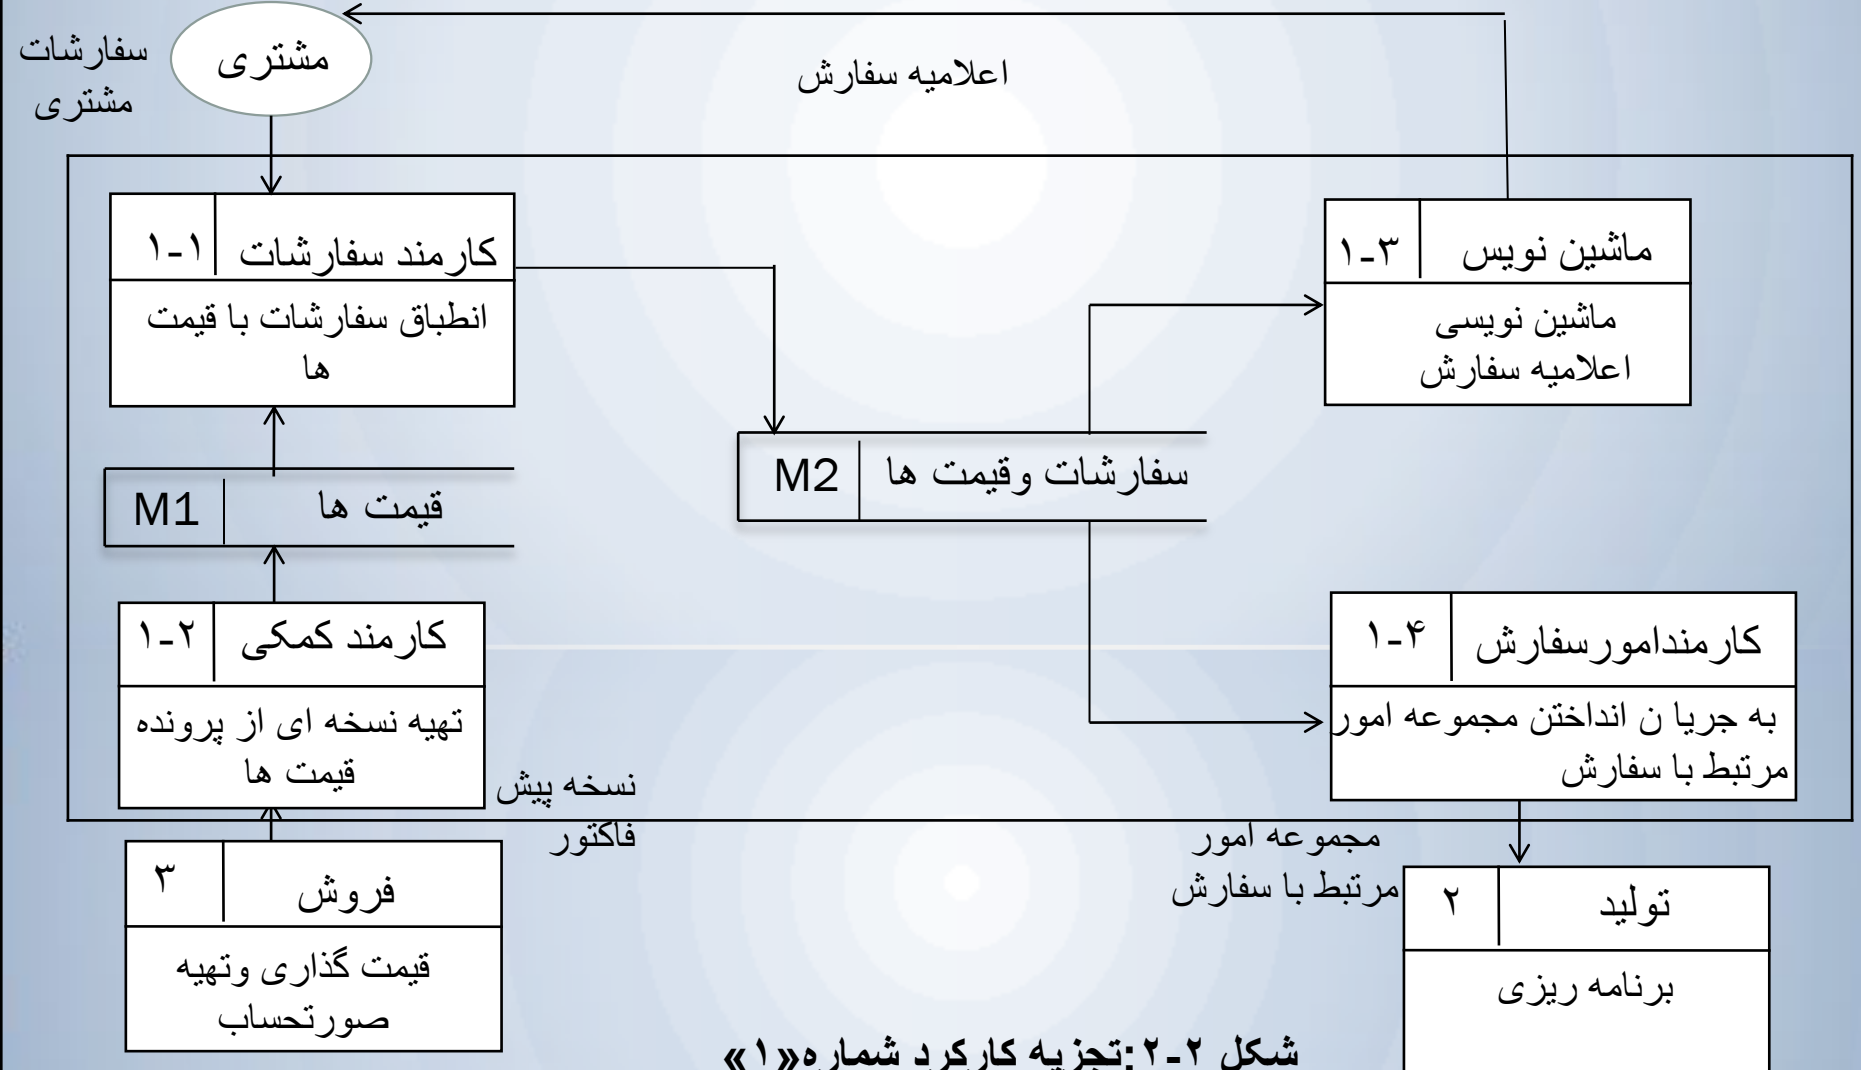 سفارشات
مشتری
مشتری
اعلامیه سفارش
۱-۱
کارمند سفارشات
انطباق سفارشات با قیمت
ها
۱-۳
ماشین نویس
ماشین نویسی
اعلامیه سفارش
M1
قیمت ها
M2
سفارشات وقیمت ها
۱-۲
کارمند کمکی
تهیه نسخه ای از پرونده
قیمت ها
۱-۴
کارمندامورسفارش
به جریا ن انداختن مجموعه امور
مرتبط با سفارش
نسخه پیش
فاکتور
مجموعه امور
مرتبط با سفارش
۳
فروش
قیمت گذاری وتهیه
صورتحساب
۲
تولید
برنامه ریزی
شکل ۲-۲:تجزیه کارکرد شماره«۱»